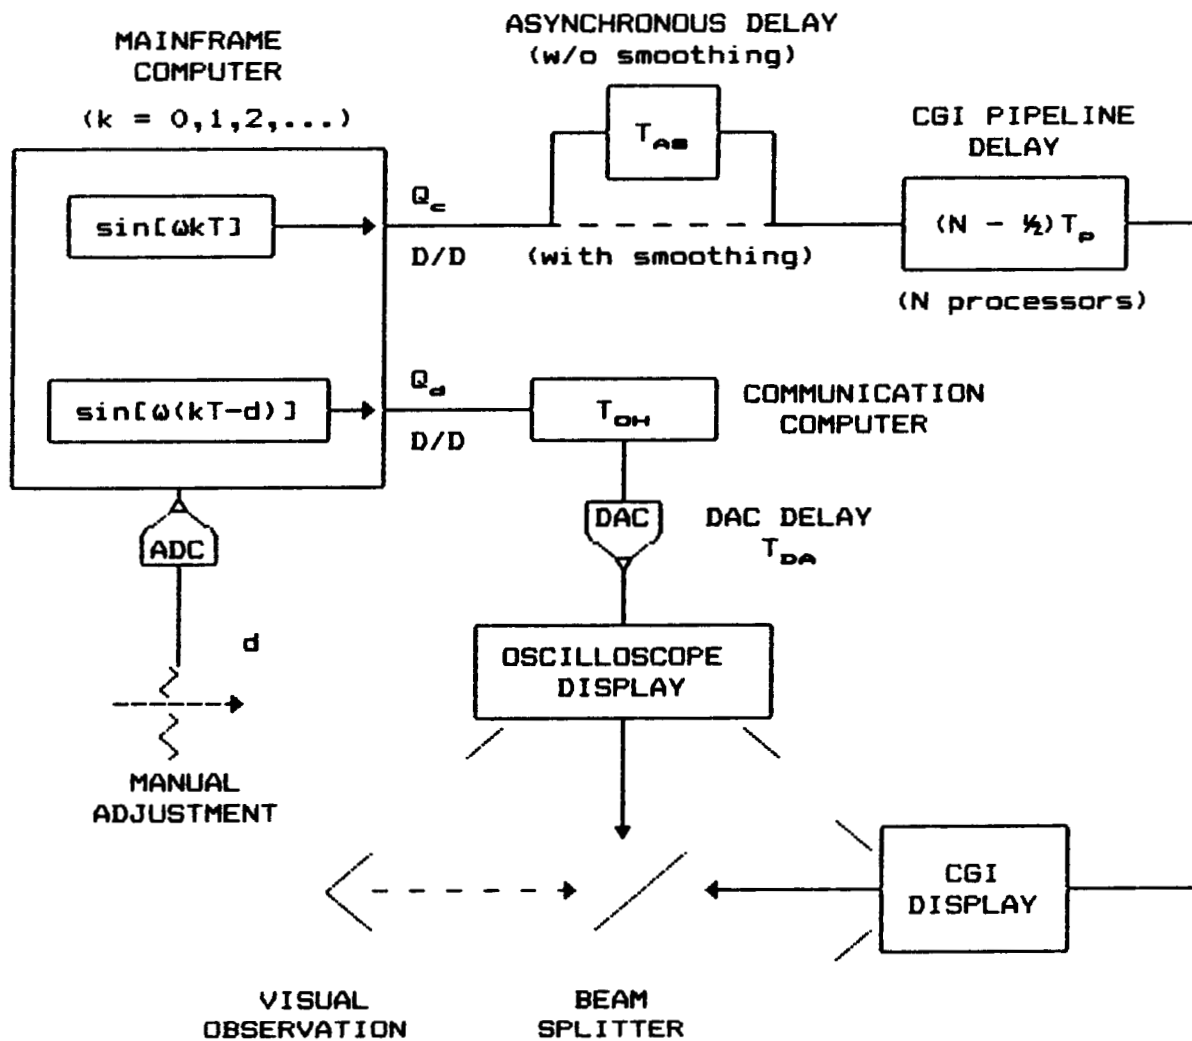 MAINFRAME
COMPUTER
(k = 0,1,2,...)
ASYNCHRONOUS DELAY
(w/o smoothing)
T_AS
CGI PIPELINE
DELAY
sin[ωkT]
Q_c
D/D
(with smoothing)
(N - ½)T_p
(N processors)
sin[ω(kT-d)]
Q_d
D/D
T_OH
COMMUNICATION
COMPUTER
ADC
DAC
DAC DELAY
T_DA
d
OSCILLOSCOPE
DISPLAY
MANUAL
ADJUSTMENT
CGI
DISPLAY
VISUAL
OBSERVATION
BEAM
SPLITTER